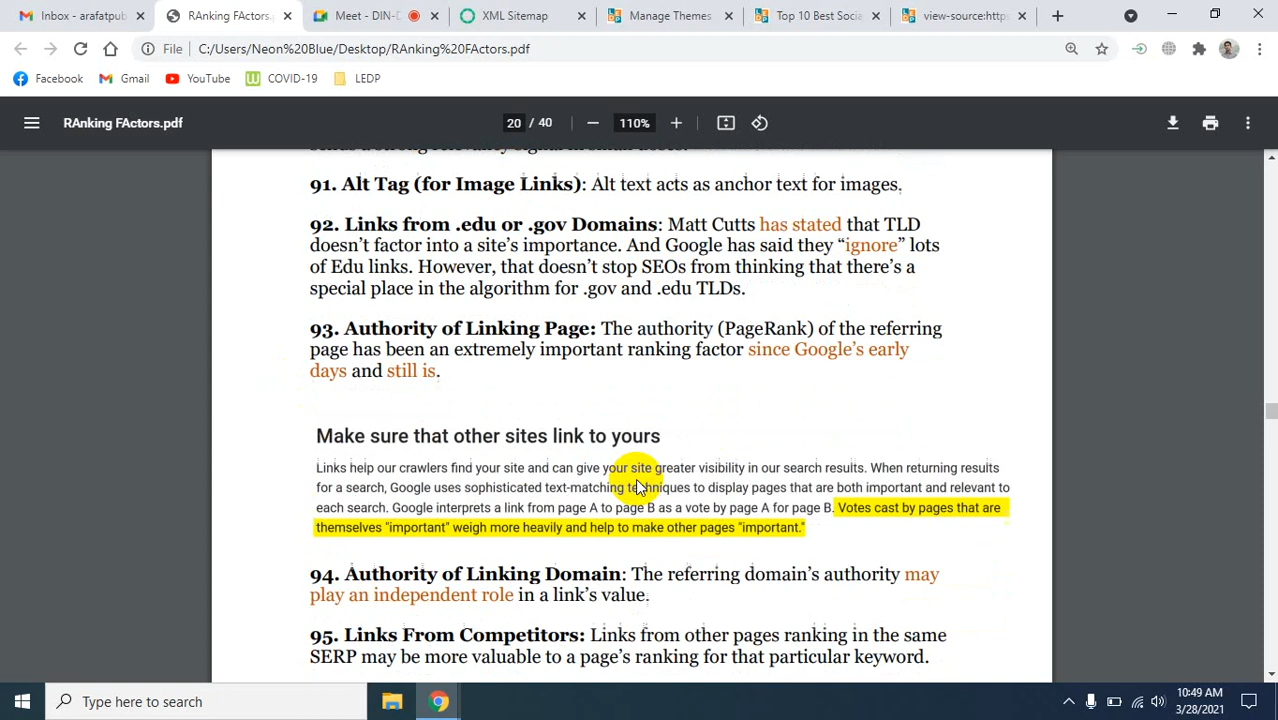 Inbox - arafatpub
RAnking FActors.p
Meet - DIN-D
XML Sitemap
Manage Themes
Top 10 Best Socia
view-source:https
File
C:/Users/Neon%20Blue/Desktop/RAnking%20FActors.pdf
Facebook
Gmail
YouTube
COVID-19
LEDP
RAnking FActors.pdf
20 / 40
110%
sends a strong relevancy signal in small doses.
91. Alt Tag (for Image Links): Alt text acts as anchor text for images.
92. Links from .edu or .gov Domains: Matt Cutts has stated that TLD
doesn't factor into a site's importance. And Google has said they “ignore” lots
of Edu links. However, that doesn't stop SEOs from thinking that there's a
special place in the algorithm for .gov and .edu TLDs.
93. Authority of Linking Page: The authority (PageRank) of the referring
page has been an extremely important ranking factor since Google's early
days and still is.
Make sure that other sites link to yours
Links help our crawlers find your site and can give your site greater visibility in our search results. When returning results
for a search, Google uses sophisticated text-matching techniques to display pages that are both important and relevant to
each search. Google interprets a link from page A to page B as a vote by page A for page B. Votes cast by pages that are
themselves "important" weigh more heavily and help to make other pages "important."
94. Authority of Linking Domain: The referring domain's authority may
play an independent role in a link's value.
95. Links From Competitors: Links from other pages ranking in the same
SERP may be more valuable to a page's ranking for that particular keyword.
Type here to search
10:49 AM
3/28/2021